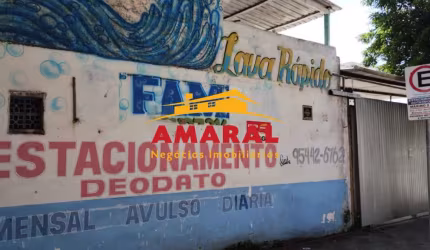 Lava Rápido
FAM
AMARAL
Negócios Imobiliários
ESTACIONAMENTO
DEODATO
MENSAL AVULSO DIÁRIA
E